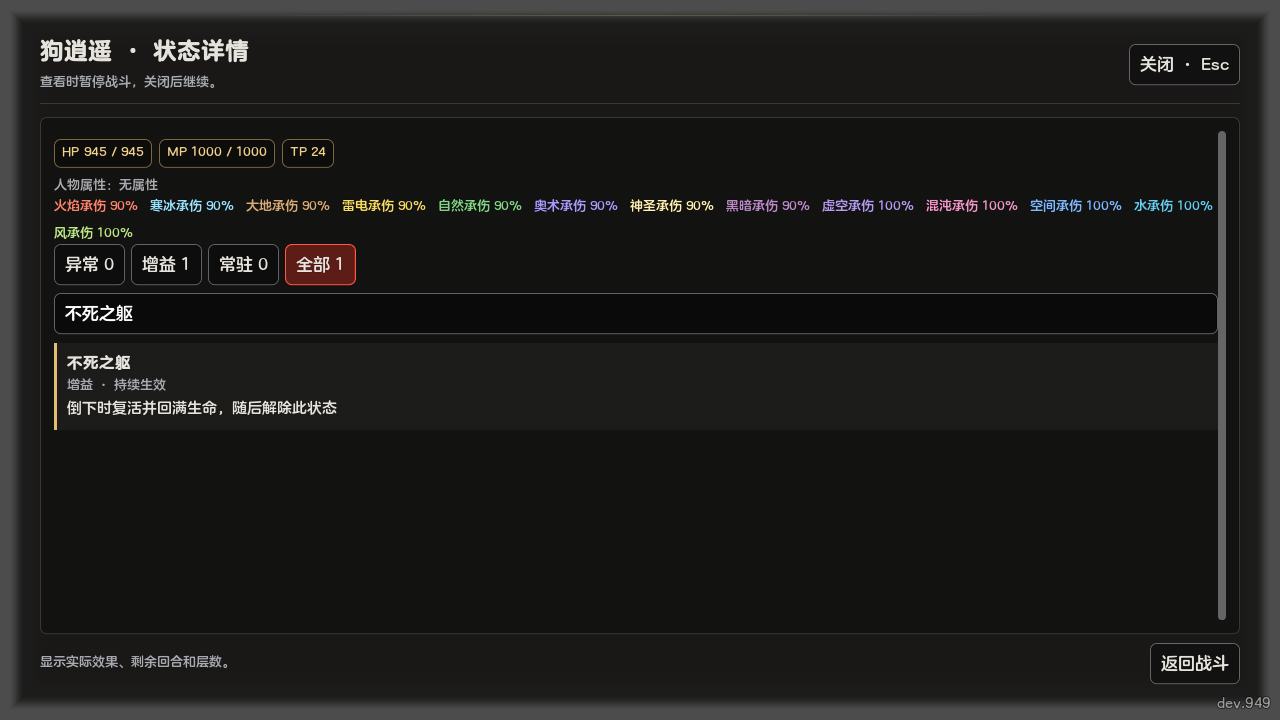 狗逍遥 · 状态详情
查看时暂停战斗，关闭后继续。
关闭 · Esc
HP 945 / 945 MP 1000 / 1000 TP 24
人物属性：无属性
火焰承伤 90% 寒冰承伤 90% 大地承伤 90% 雷电承伤 90% 自然承伤 90% 奥术承伤 90% 神圣承伤 90% 黑暗承伤 90% 虚空承伤 100% 混沌承伤 100% 空间承伤 100% 水承伤 100%
风承伤 100%
异常 0 增益 1 常驻 0 全部 1
不死之躯
不死之躯
增益 · 持续生效
倒下时复活并回满生命，随后解除此状态
显示实际效果、剩余回合和层数。
返回战斗
dev.949